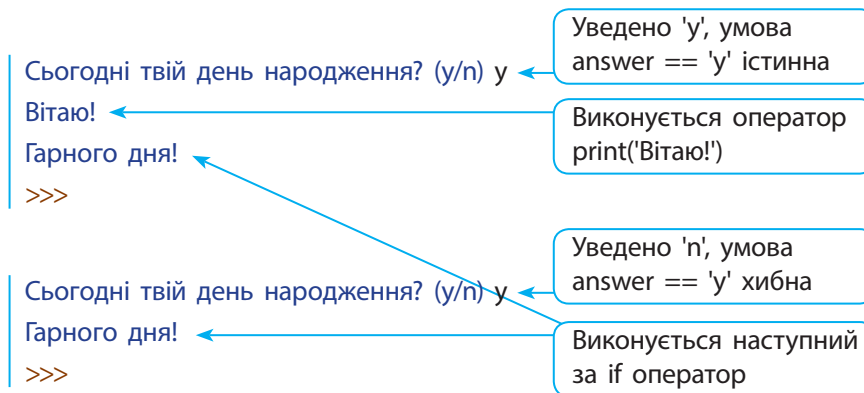 Уведено 'y', умова
answer == 'y' істинна
Сьогодні твій день народження? (y/n) y
Вітаю!
Виконується оператор
print('Вітаю!')
Гарного дня!
>>>
Уведено 'n', умова
answer == 'y' хибна
Сьогодні твій день народження? (y/n) y
Гарного дня!
Виконується наступний
за if оператор
>>>